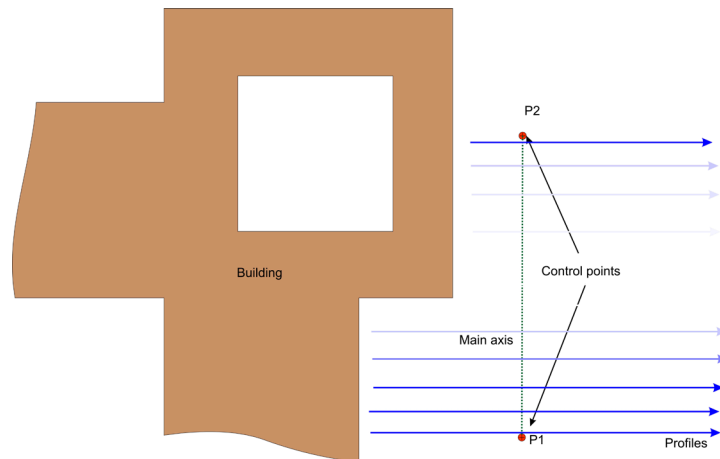 P2
Building
Control points
Main axis
P1
Profiles